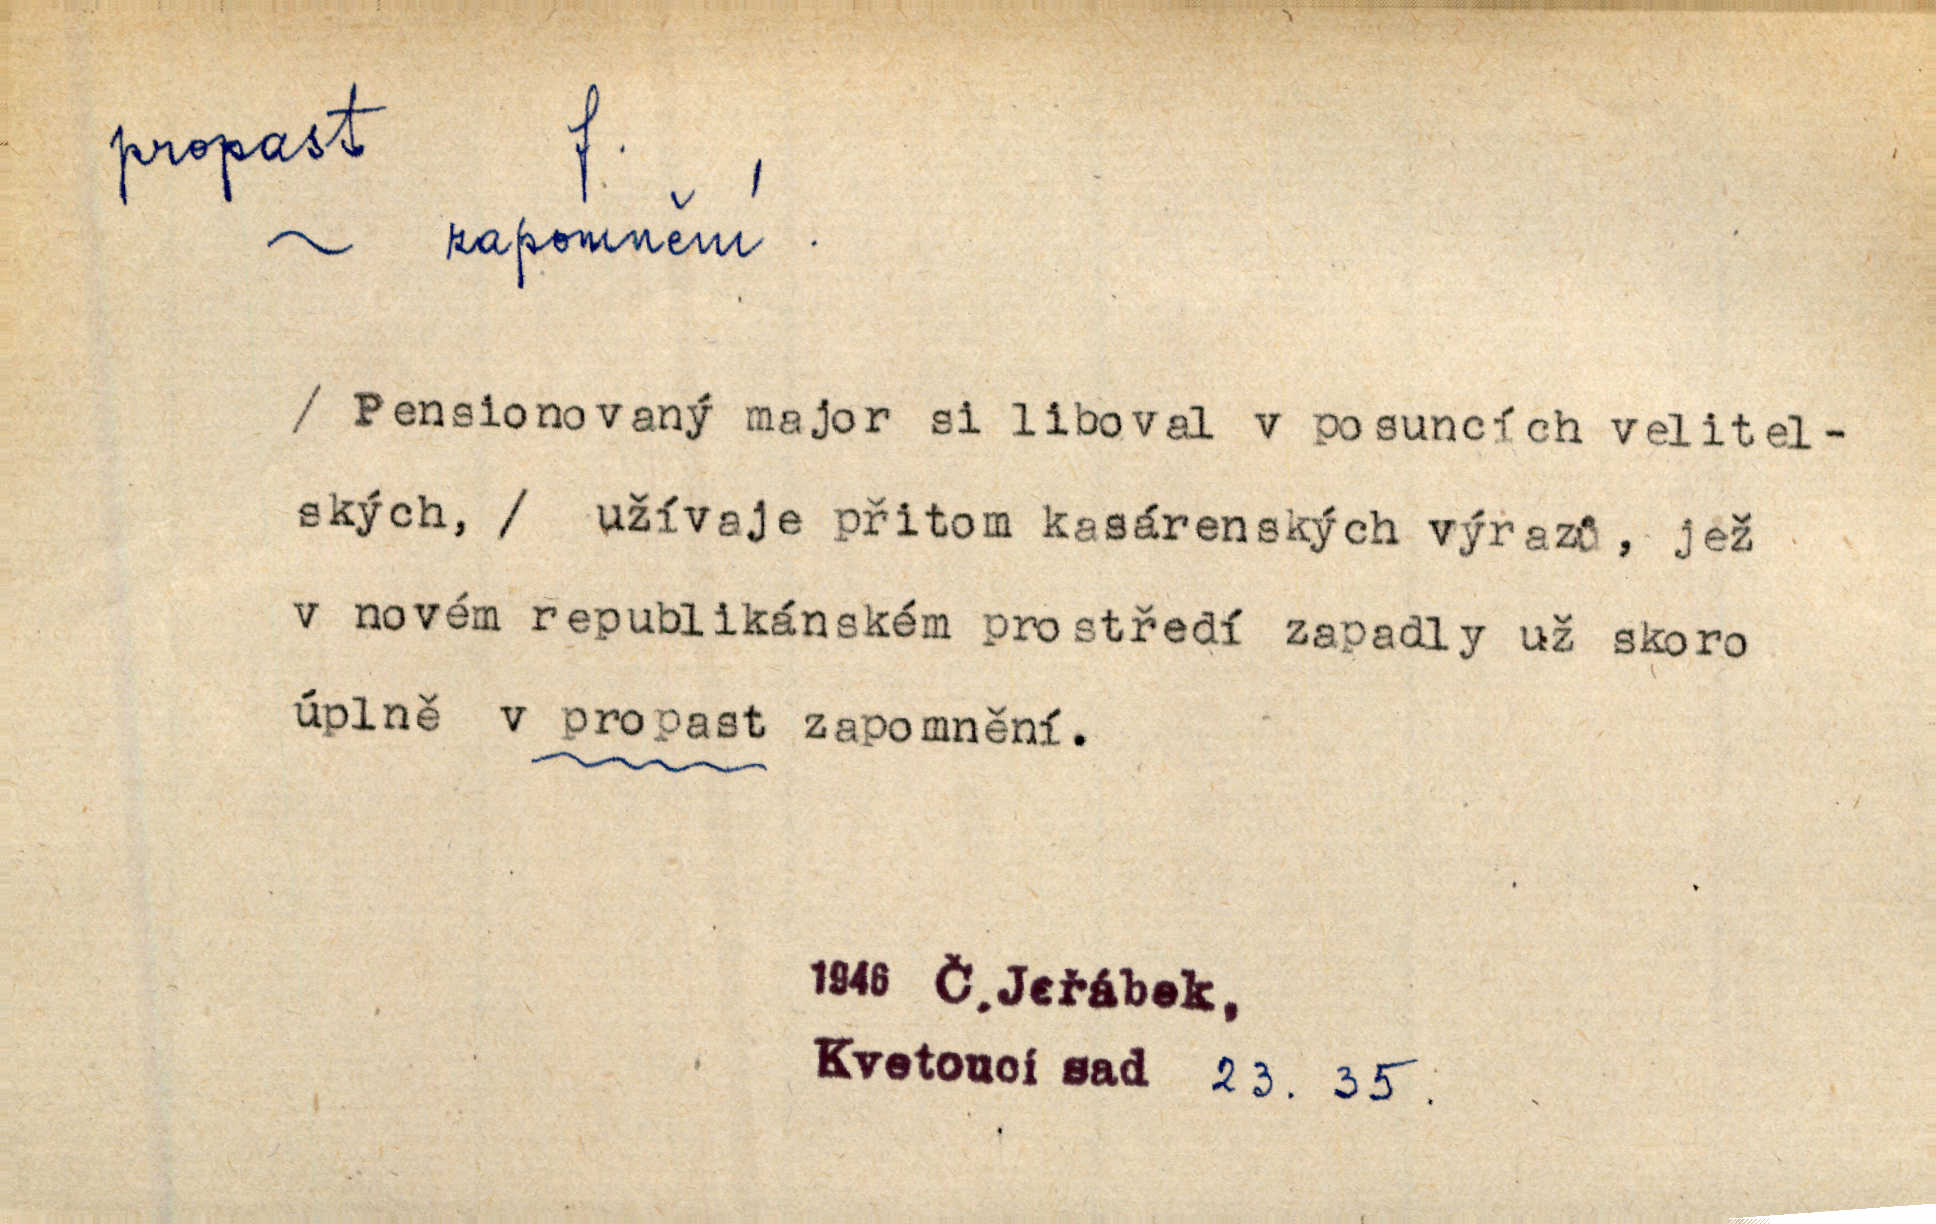 propast f.
~ zapomnění.
/ Pensionovaný major si liboval v posuncích velitel-
ských, / užívaje přitom kasárenských výrazů, jež
v novém republikánském prostředí zapadly už skoro
úplně v propast zapomnění.
1946 Č. Jeřábek,
Kvetoucí sad 23. 35.